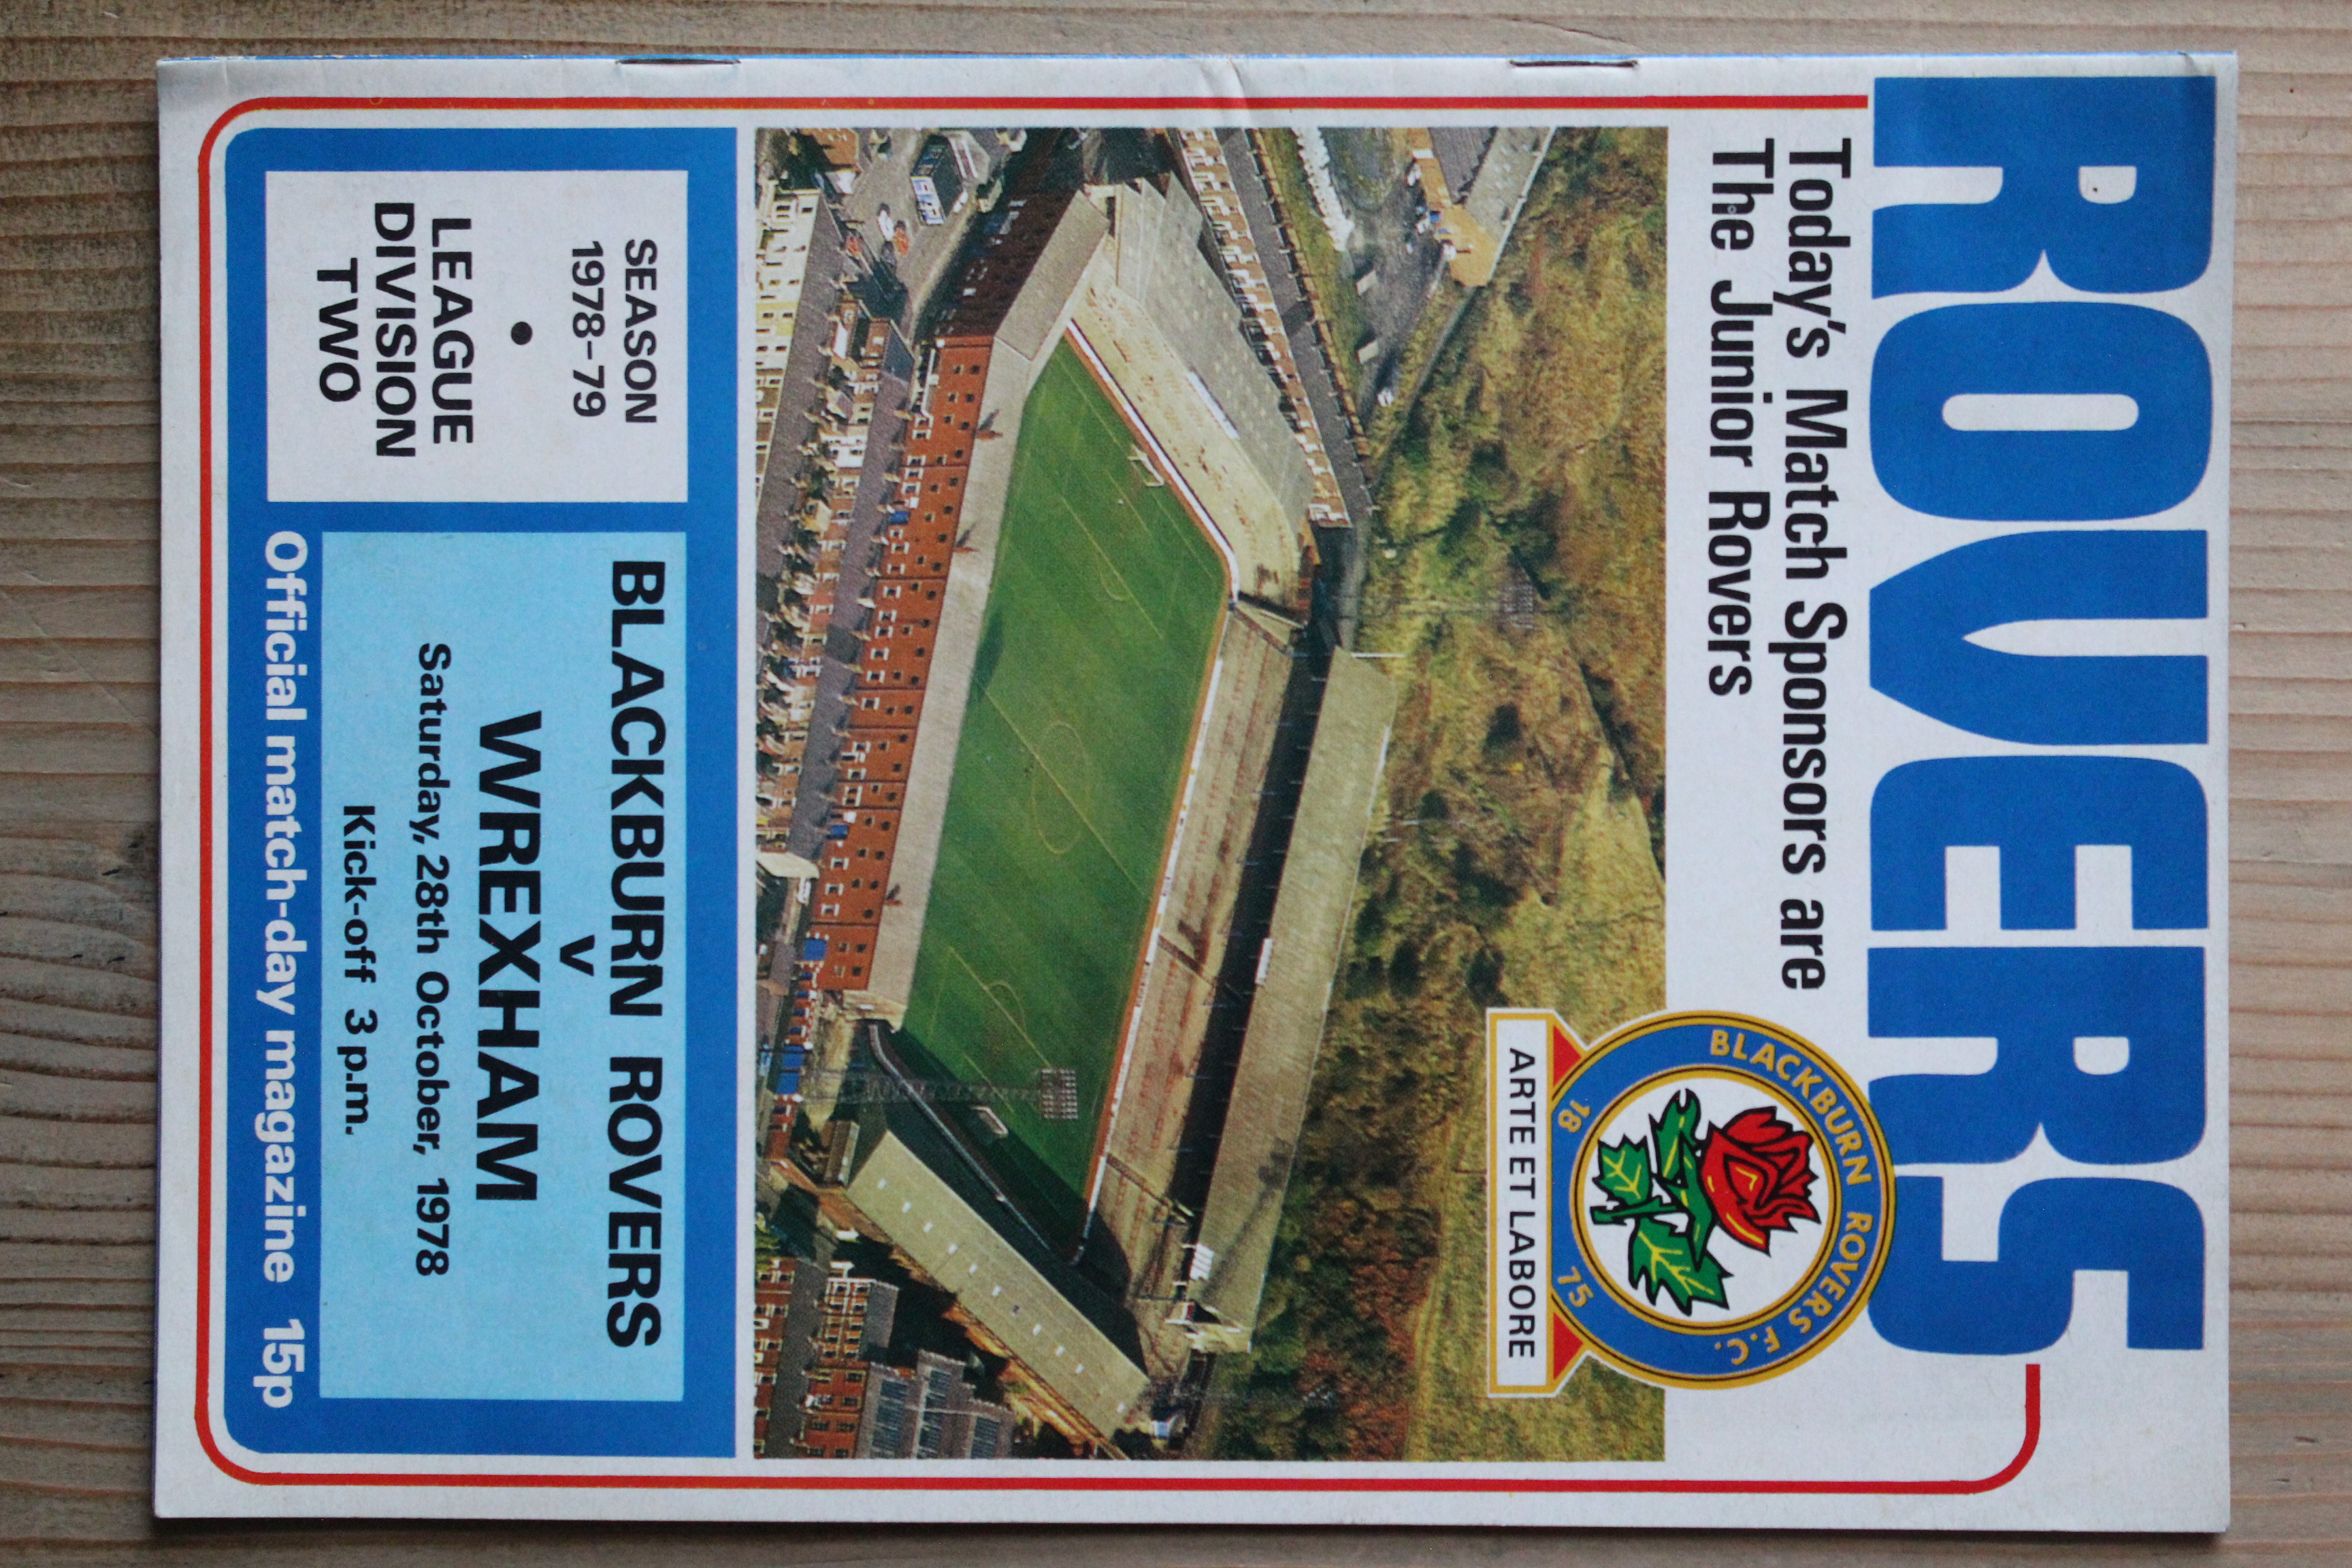 ROVERS
Today's Match Sponsors are
The Junior Rovers
BLACKBURN ROVERS F.C.
18 75
ARTE ET LABORE
SEASON
1978-79
•
LEAGUE
DIVISION
TWO
BLACKBURN ROVERS
V
WREXHAM
Saturday, 28th October, 1978
Kick-off 3 p.m.
Official match-day magazine 15p